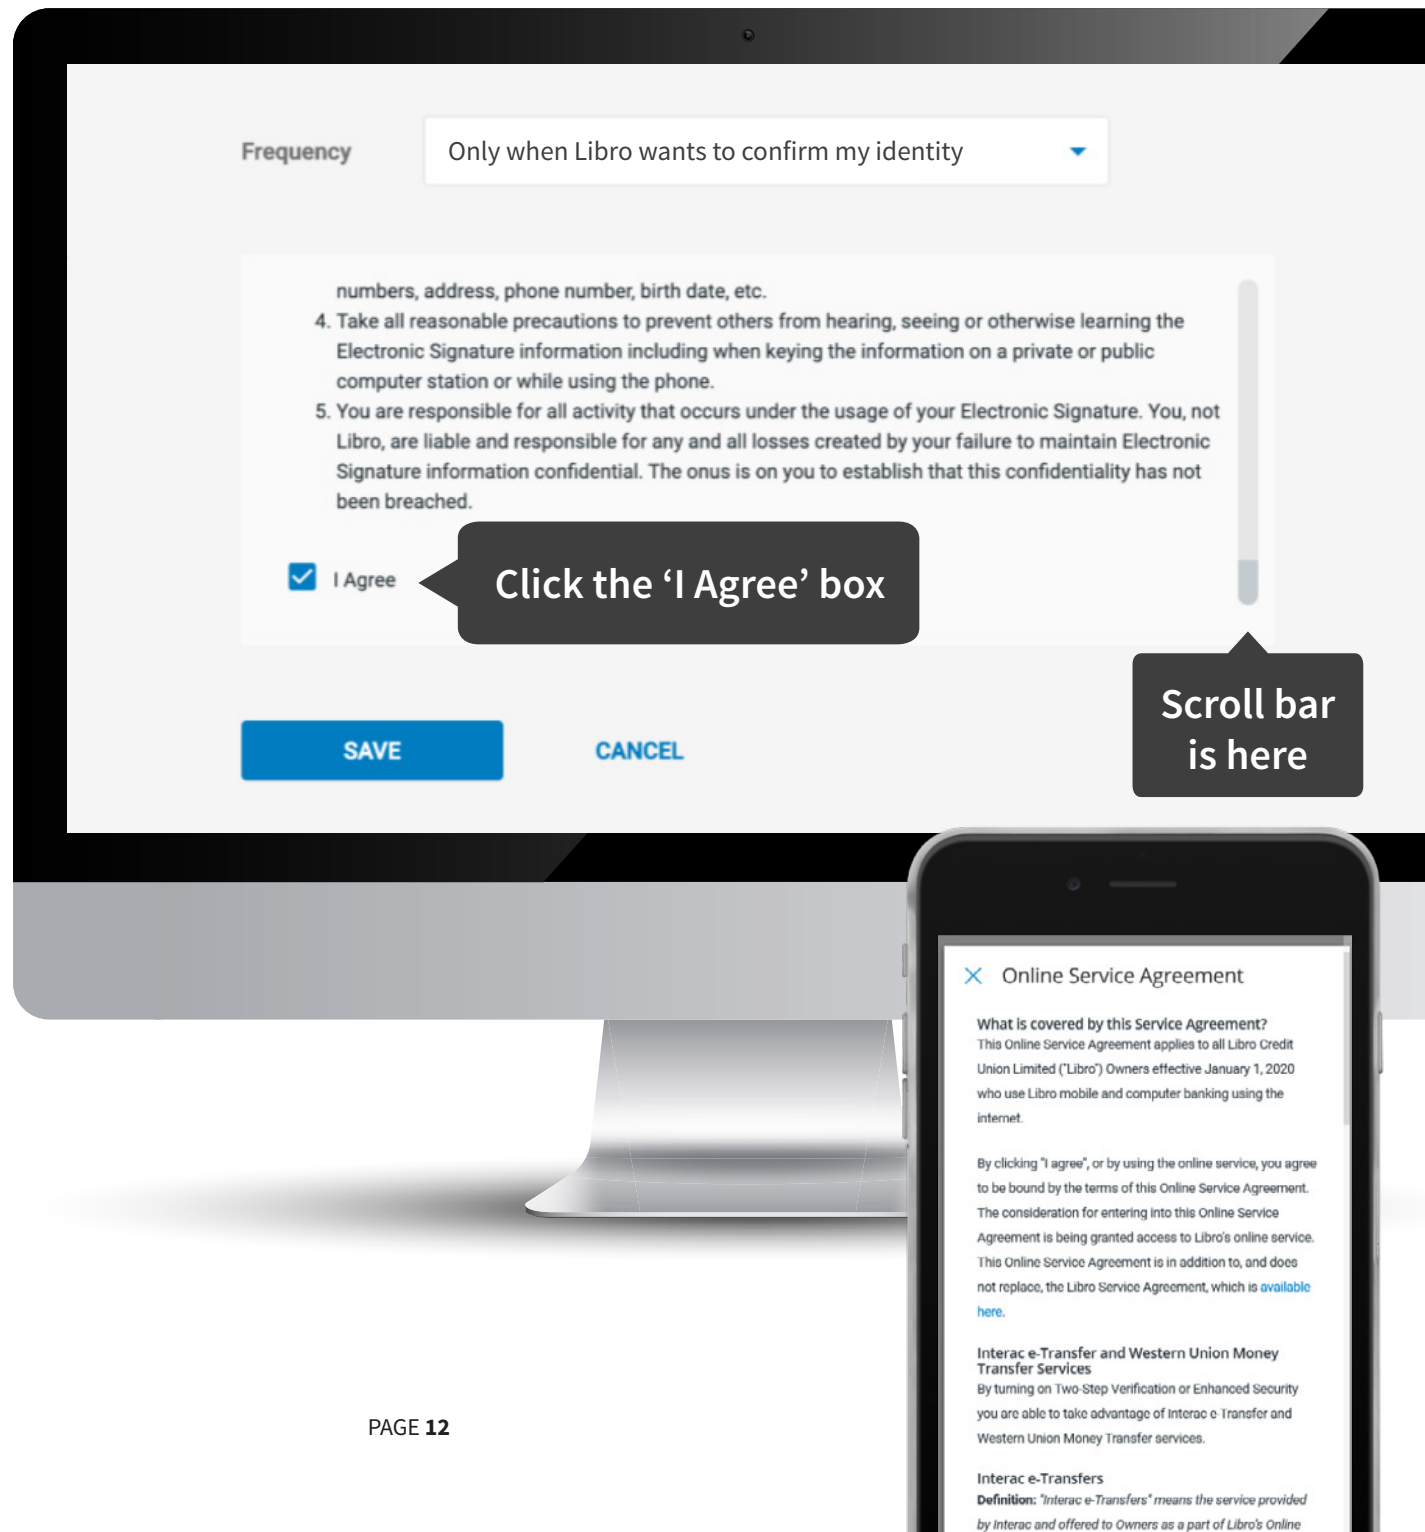 Frequency
Only when Libro wants to confirm my identity
numbers, address, phone number, birth date, etc.
4. Take all reasonable precautions to prevent others from hearing, seeing or otherwise learning the
Electronic Signature information including when keying the information on a private or public
computer station or while using the phone.
5. You are responsible for all activity that occurs under the usage of your Electronic Signature. You, not
Libro, are liable and responsible for any and all losses created by your failure to maintain Electronic
Signature information confidential. The onus is on you to establish that this confidentiality has not
been breached.
I Agree
Click the ‘I Agree’ box
Scroll bar
is here
SAVE
CANCEL
Online Service Agreement
What is covered by this Service Agreement?
This Online Service Agreement applies to all Libro Credit
Union Limited ("Libro") Owners effective January 1, 2020
who use Libro mobile and computer banking using the
internet.
By clicking "I agree", or by using the online service, you agree
to be bound by the terms of this Online Service Agreement.
The consideration for entering into this Online Service
Agreement is being granted access to Libro's online service.
This Online Service Agreement is in addition to, and does
not replace, the Libro Service Agreement, which is available
here.
Interac e-Transfer and Western Union Money
Transfer Services
By turning on Two-Step Verification or Enhanced Security
you are able to take advantage of Interac e-Transfer and
Western Union Money Transfer services.
Interac e-Transfers
Definition: "Interac e-Transfers" means the service provided
by Interac and offered to Owners as a part of Libro's Online
PAGE 12